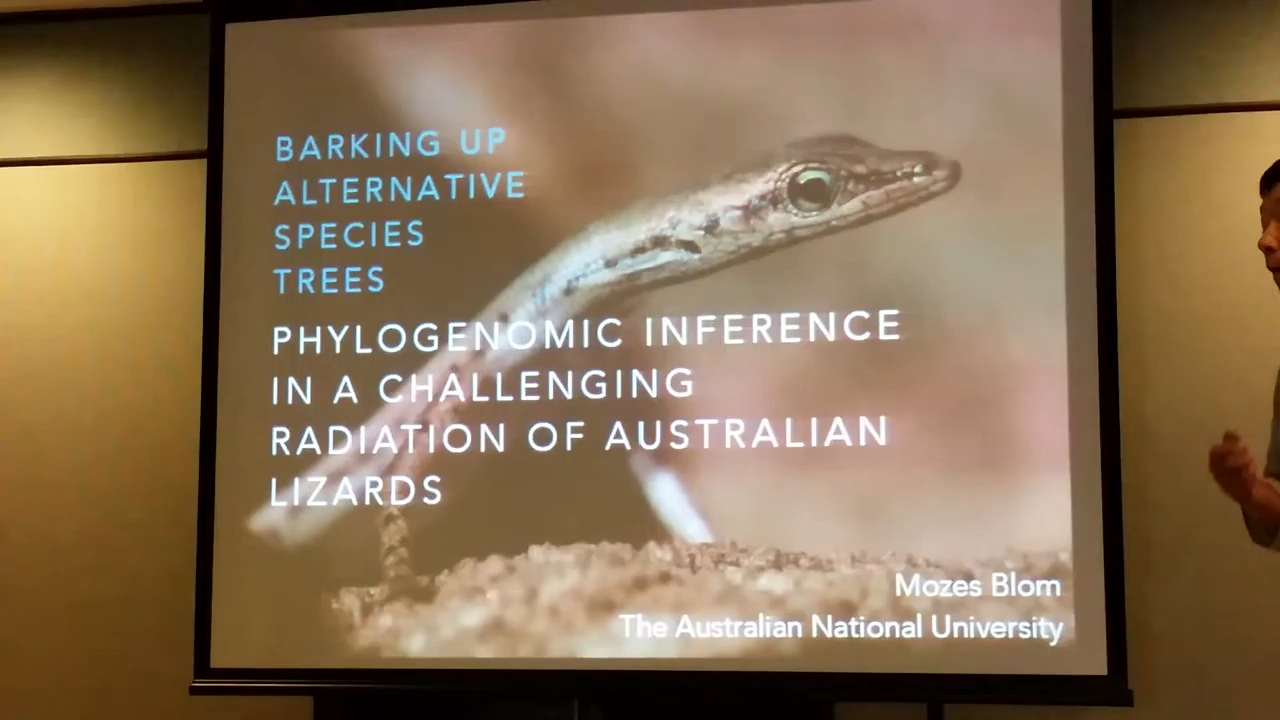 BARKING UP
ALTERNATIVE
SPECIES
TREES
PHYLOGENOMIC INFERENCE
IN A CHALLENGING
RADIATION OF AUSTRALIAN
LIZARDS
Mozes Blom
The Australian National University